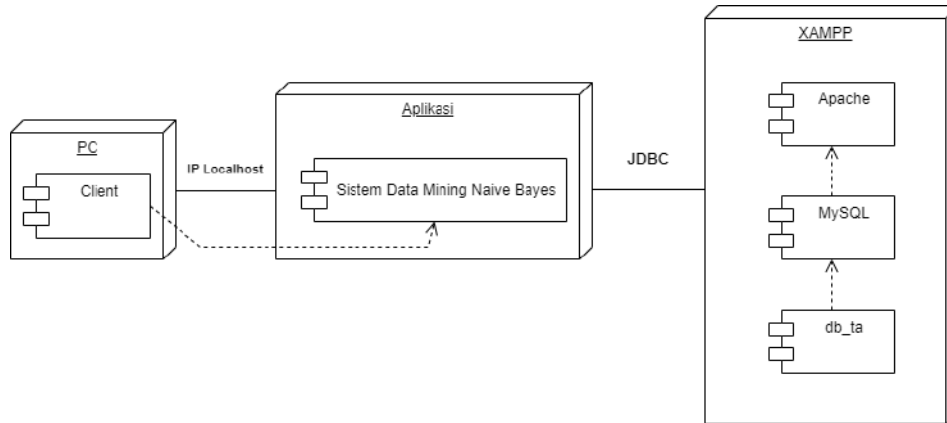 PC
Client
IP Localhost
Aplikasi
Sistem Data Mining Naive Bayes
JDBC
XAMPP
Apache
MySQL
db_ta